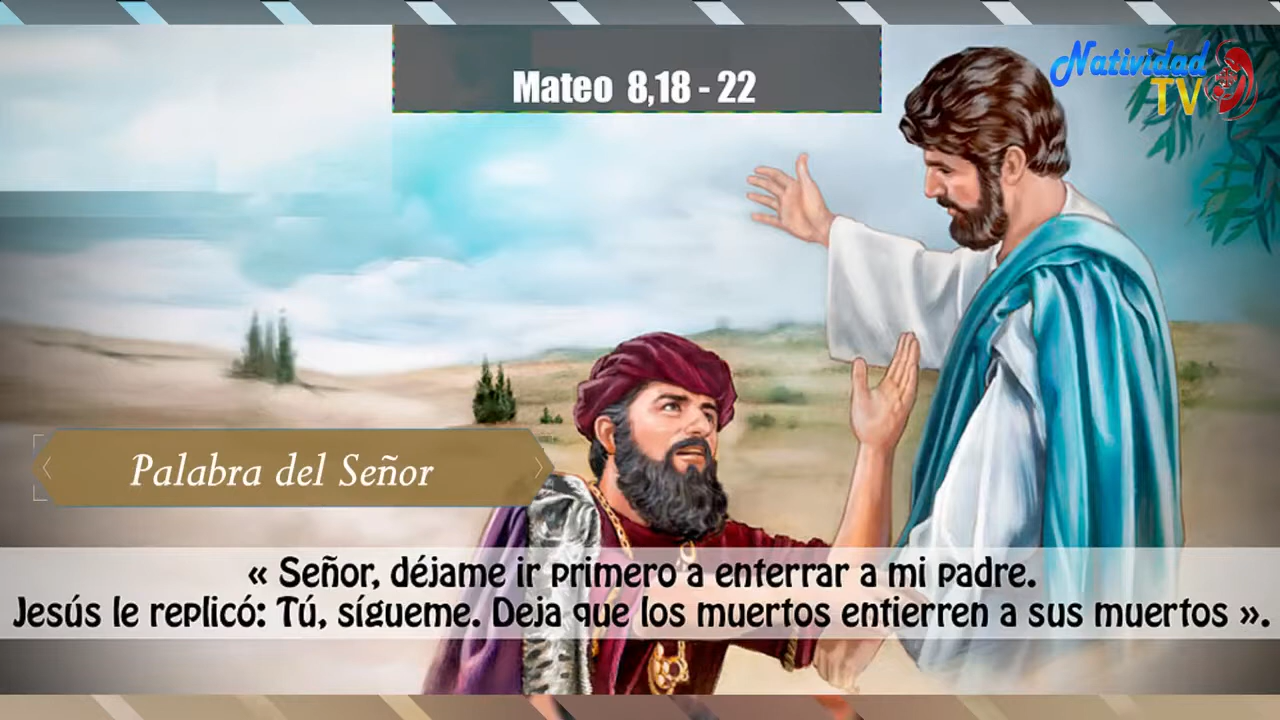 Mateo 8,18 - 22
Natividad
TV
Palabra del Señor
« Señor, déjame ir primero a enterrar a mi padre.
Jesús le replicó: Tú, sígueme. Deja que los muertos entierren a sus muertos ».